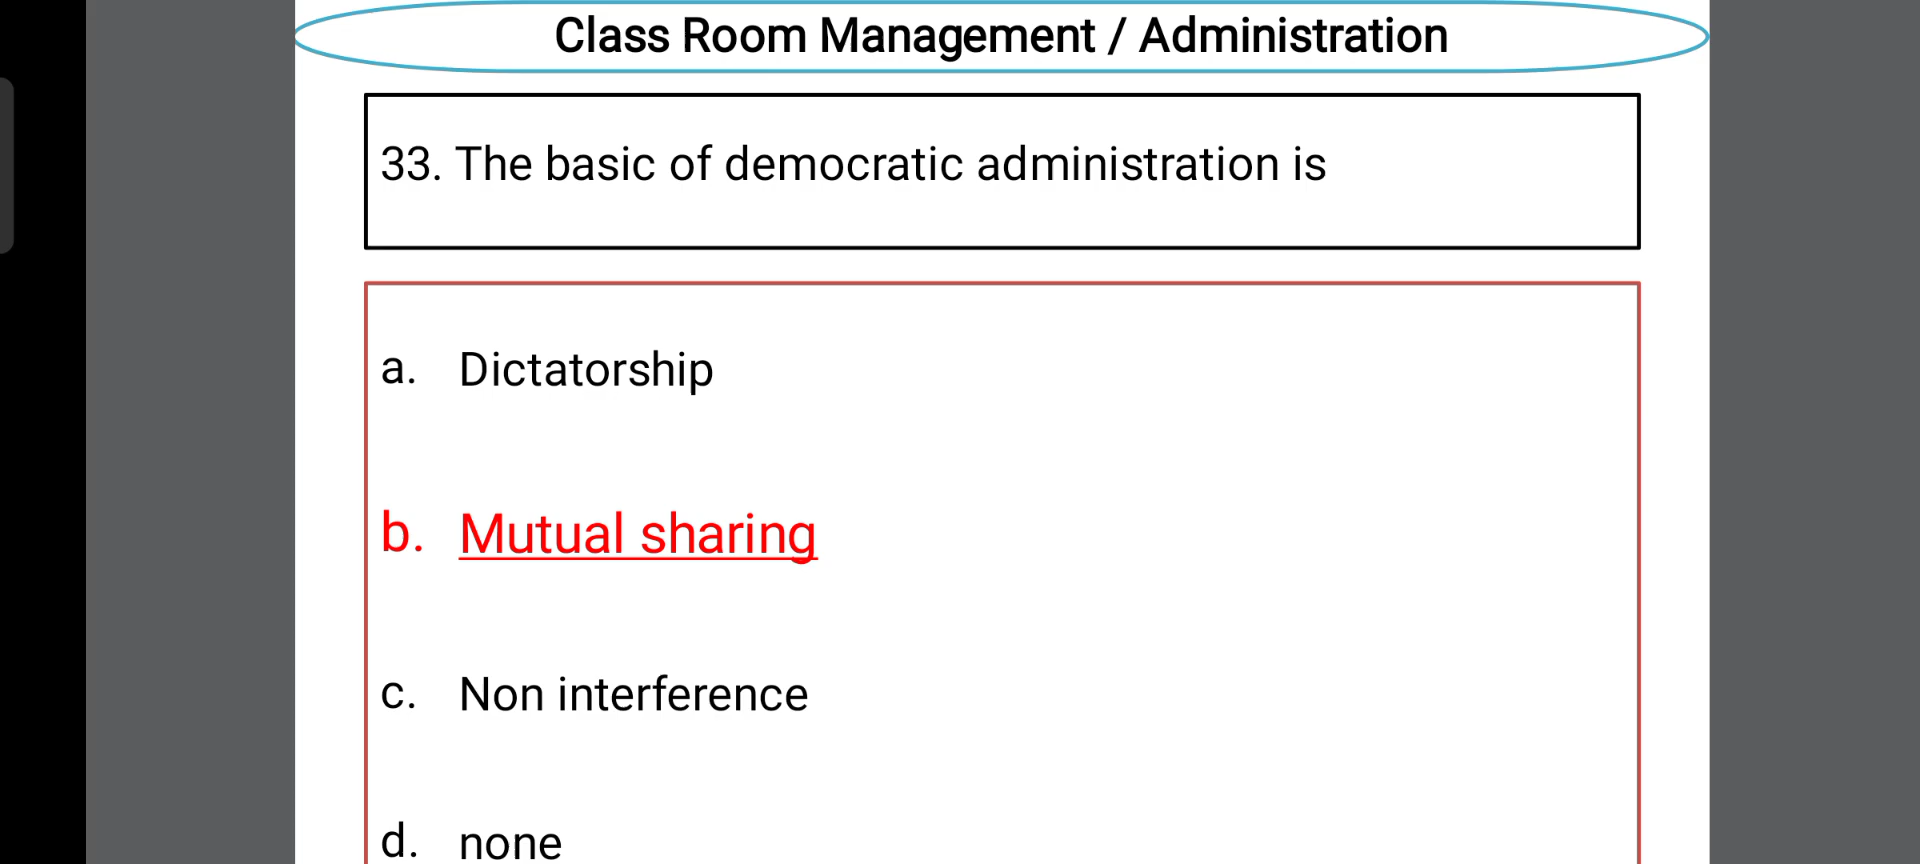 Class Room Management / Administration
33. The basic of democratic administration is
a. Dictatorship
b. Mutual sharing
c. Non interference
d. none